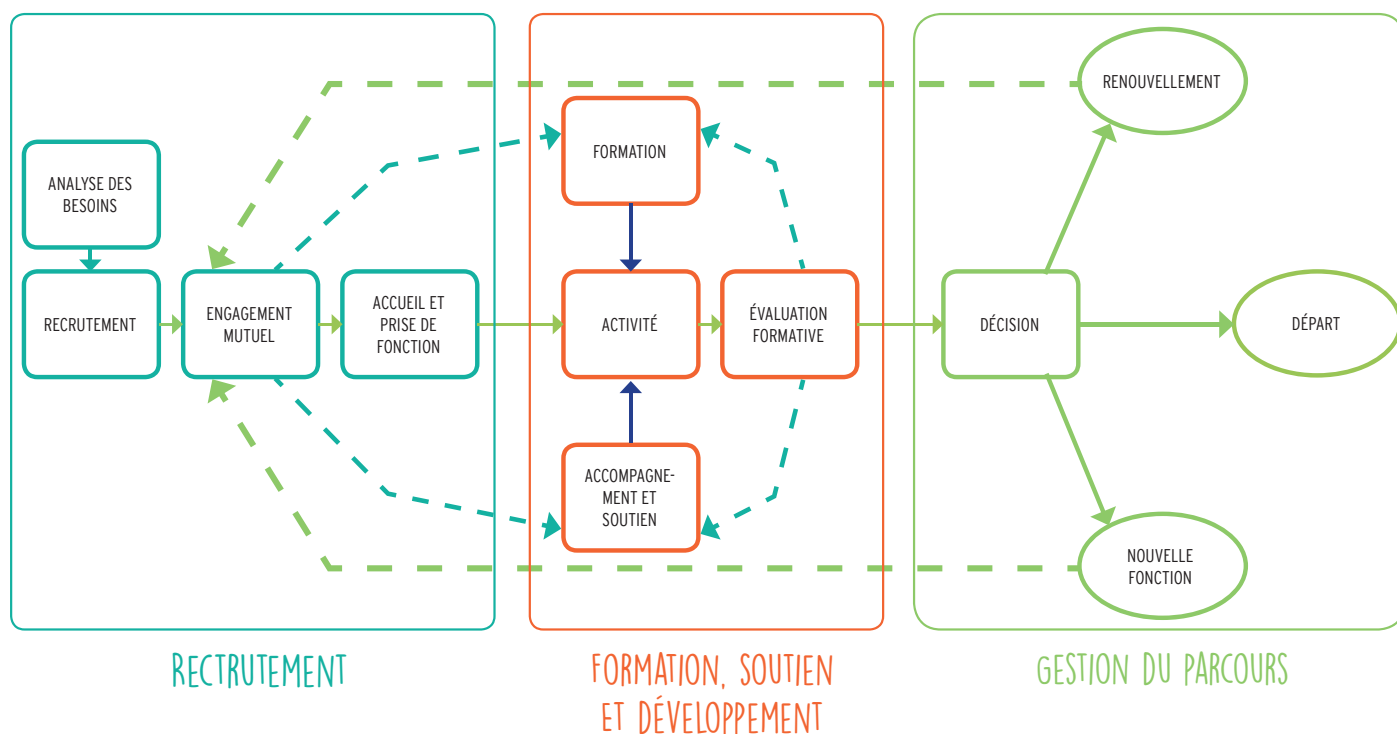 RENOUVELLEMENT
FORMATION
ANALYSE DES
BESOINS
RECRUTEMENT
ENGAGEMENT
MUTUEL
ACCUEIL ET
PRISE DE
FONCTION
ACTIVITÉ
ÉVALUATION
FORMATIVE
DÉCISION
DÉPART
ACCOMPAGNE-
MENT ET
SOUTIEN
NOUVELLE
FONCTION
RECTRUTEMENT
FORMATION, SOUTIEN
ET DÉVELOPPEMENT
GESTION DU PARCOURS